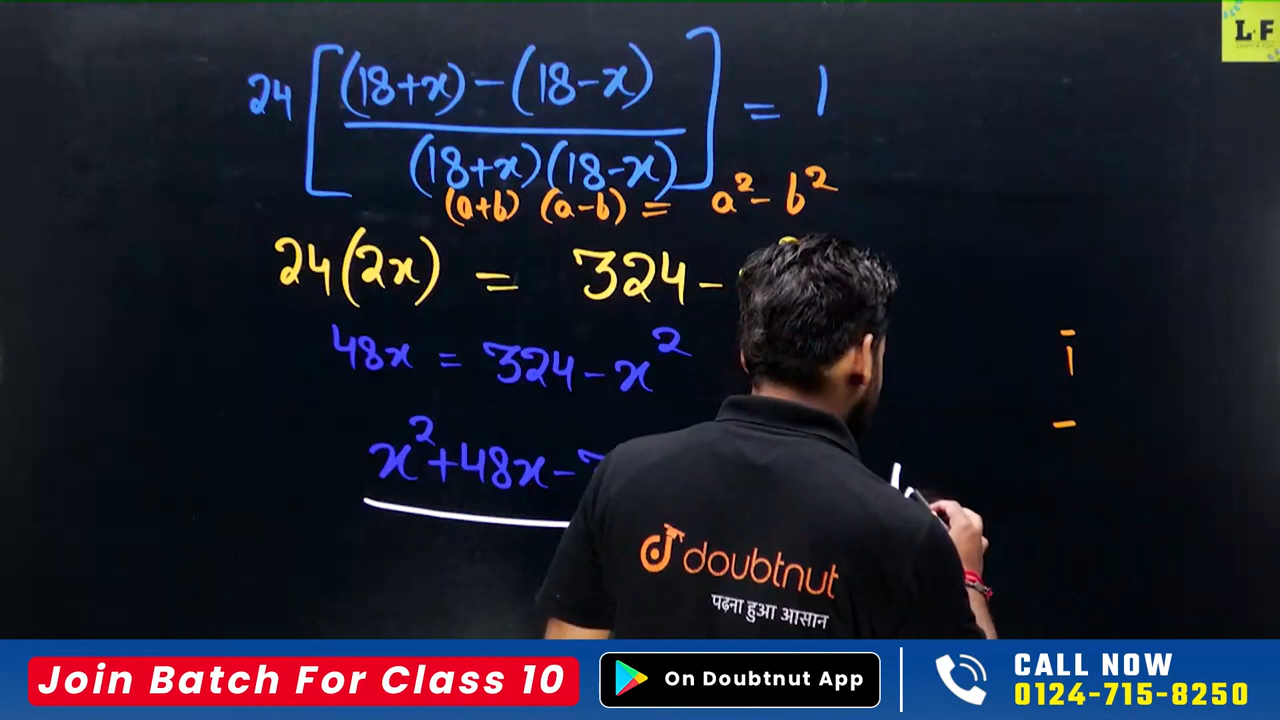 L.F
24 [ (18+x) - (18-x)
(18+x)(18-x) ] = 1
(a+b) (a-b) = a² - b²
24(2x) = 324 -
48x = 324 - x²
x² + 48x -
doubtnut
पढ़ना हुआ आसान
Join Batch For Class 10
On Doubtnut App
CALL NOW
0124-715-8250